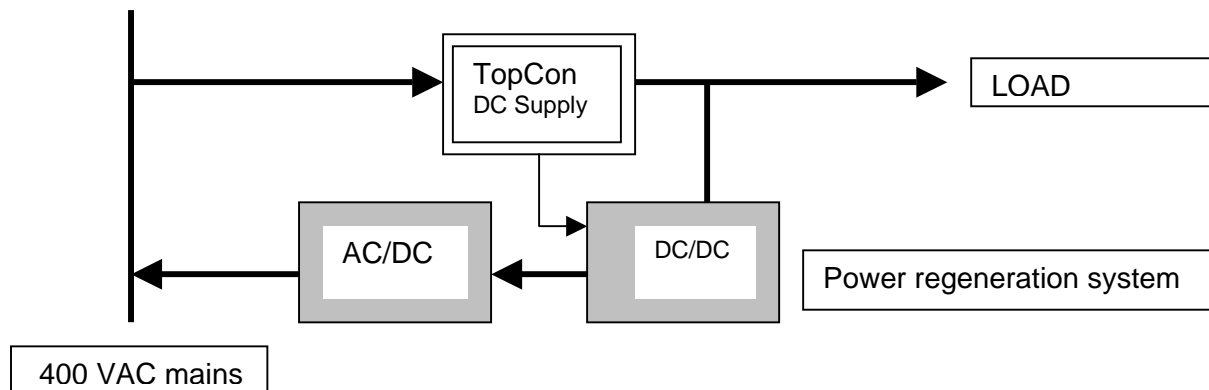 TopCon
DC Supply
LOAD
AC/DC
DC/DC
Power regeneration system
400 VAC mains